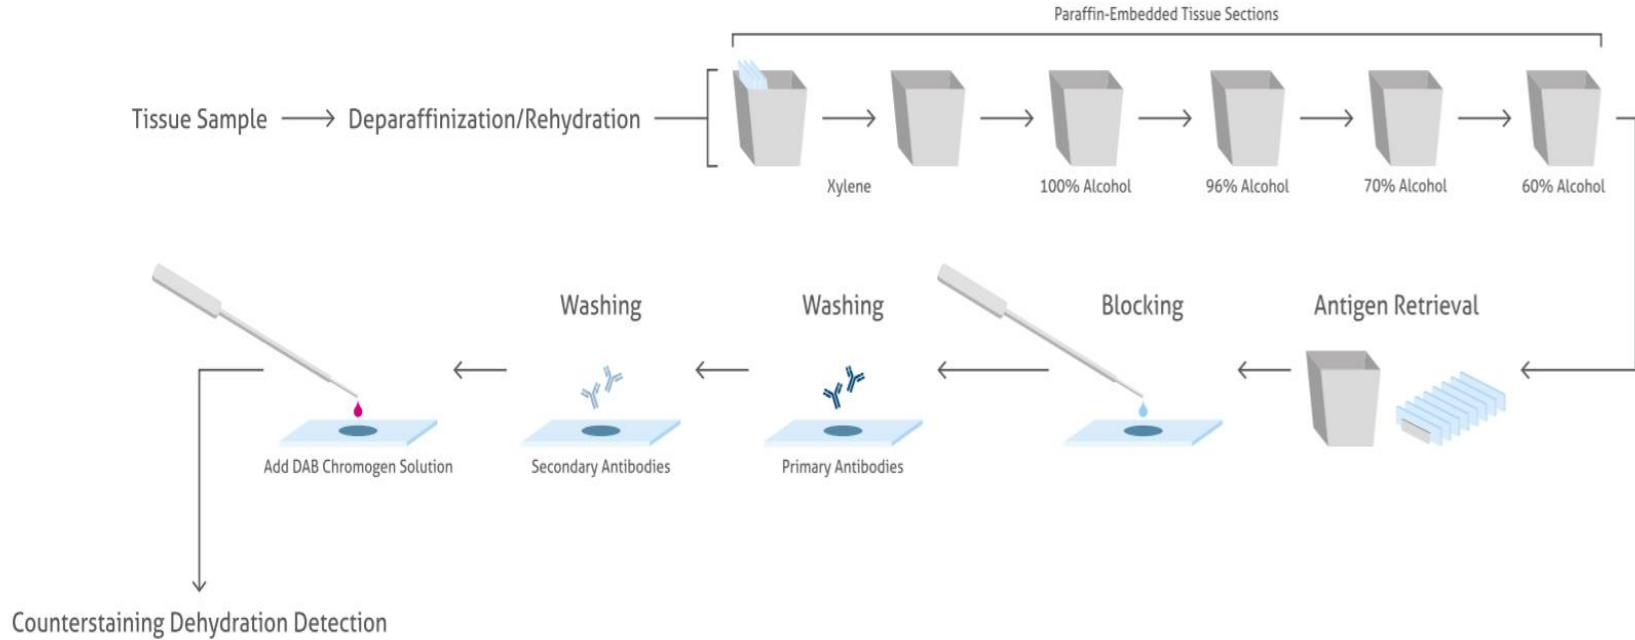 Paraffin-Embedded Tissue Sections
Tissue Sample
Deparaffinization/Rehydration
Xylene
100% Alcohol
96% Alcohol
70% Alcohol
60% Alcohol
Antigen Retrieval
Blocking
Washing
Primary Antibodies
Washing
Secondary Antibodies
Add DAB Chromogen Solution
Counterstaining Dehydration Detection